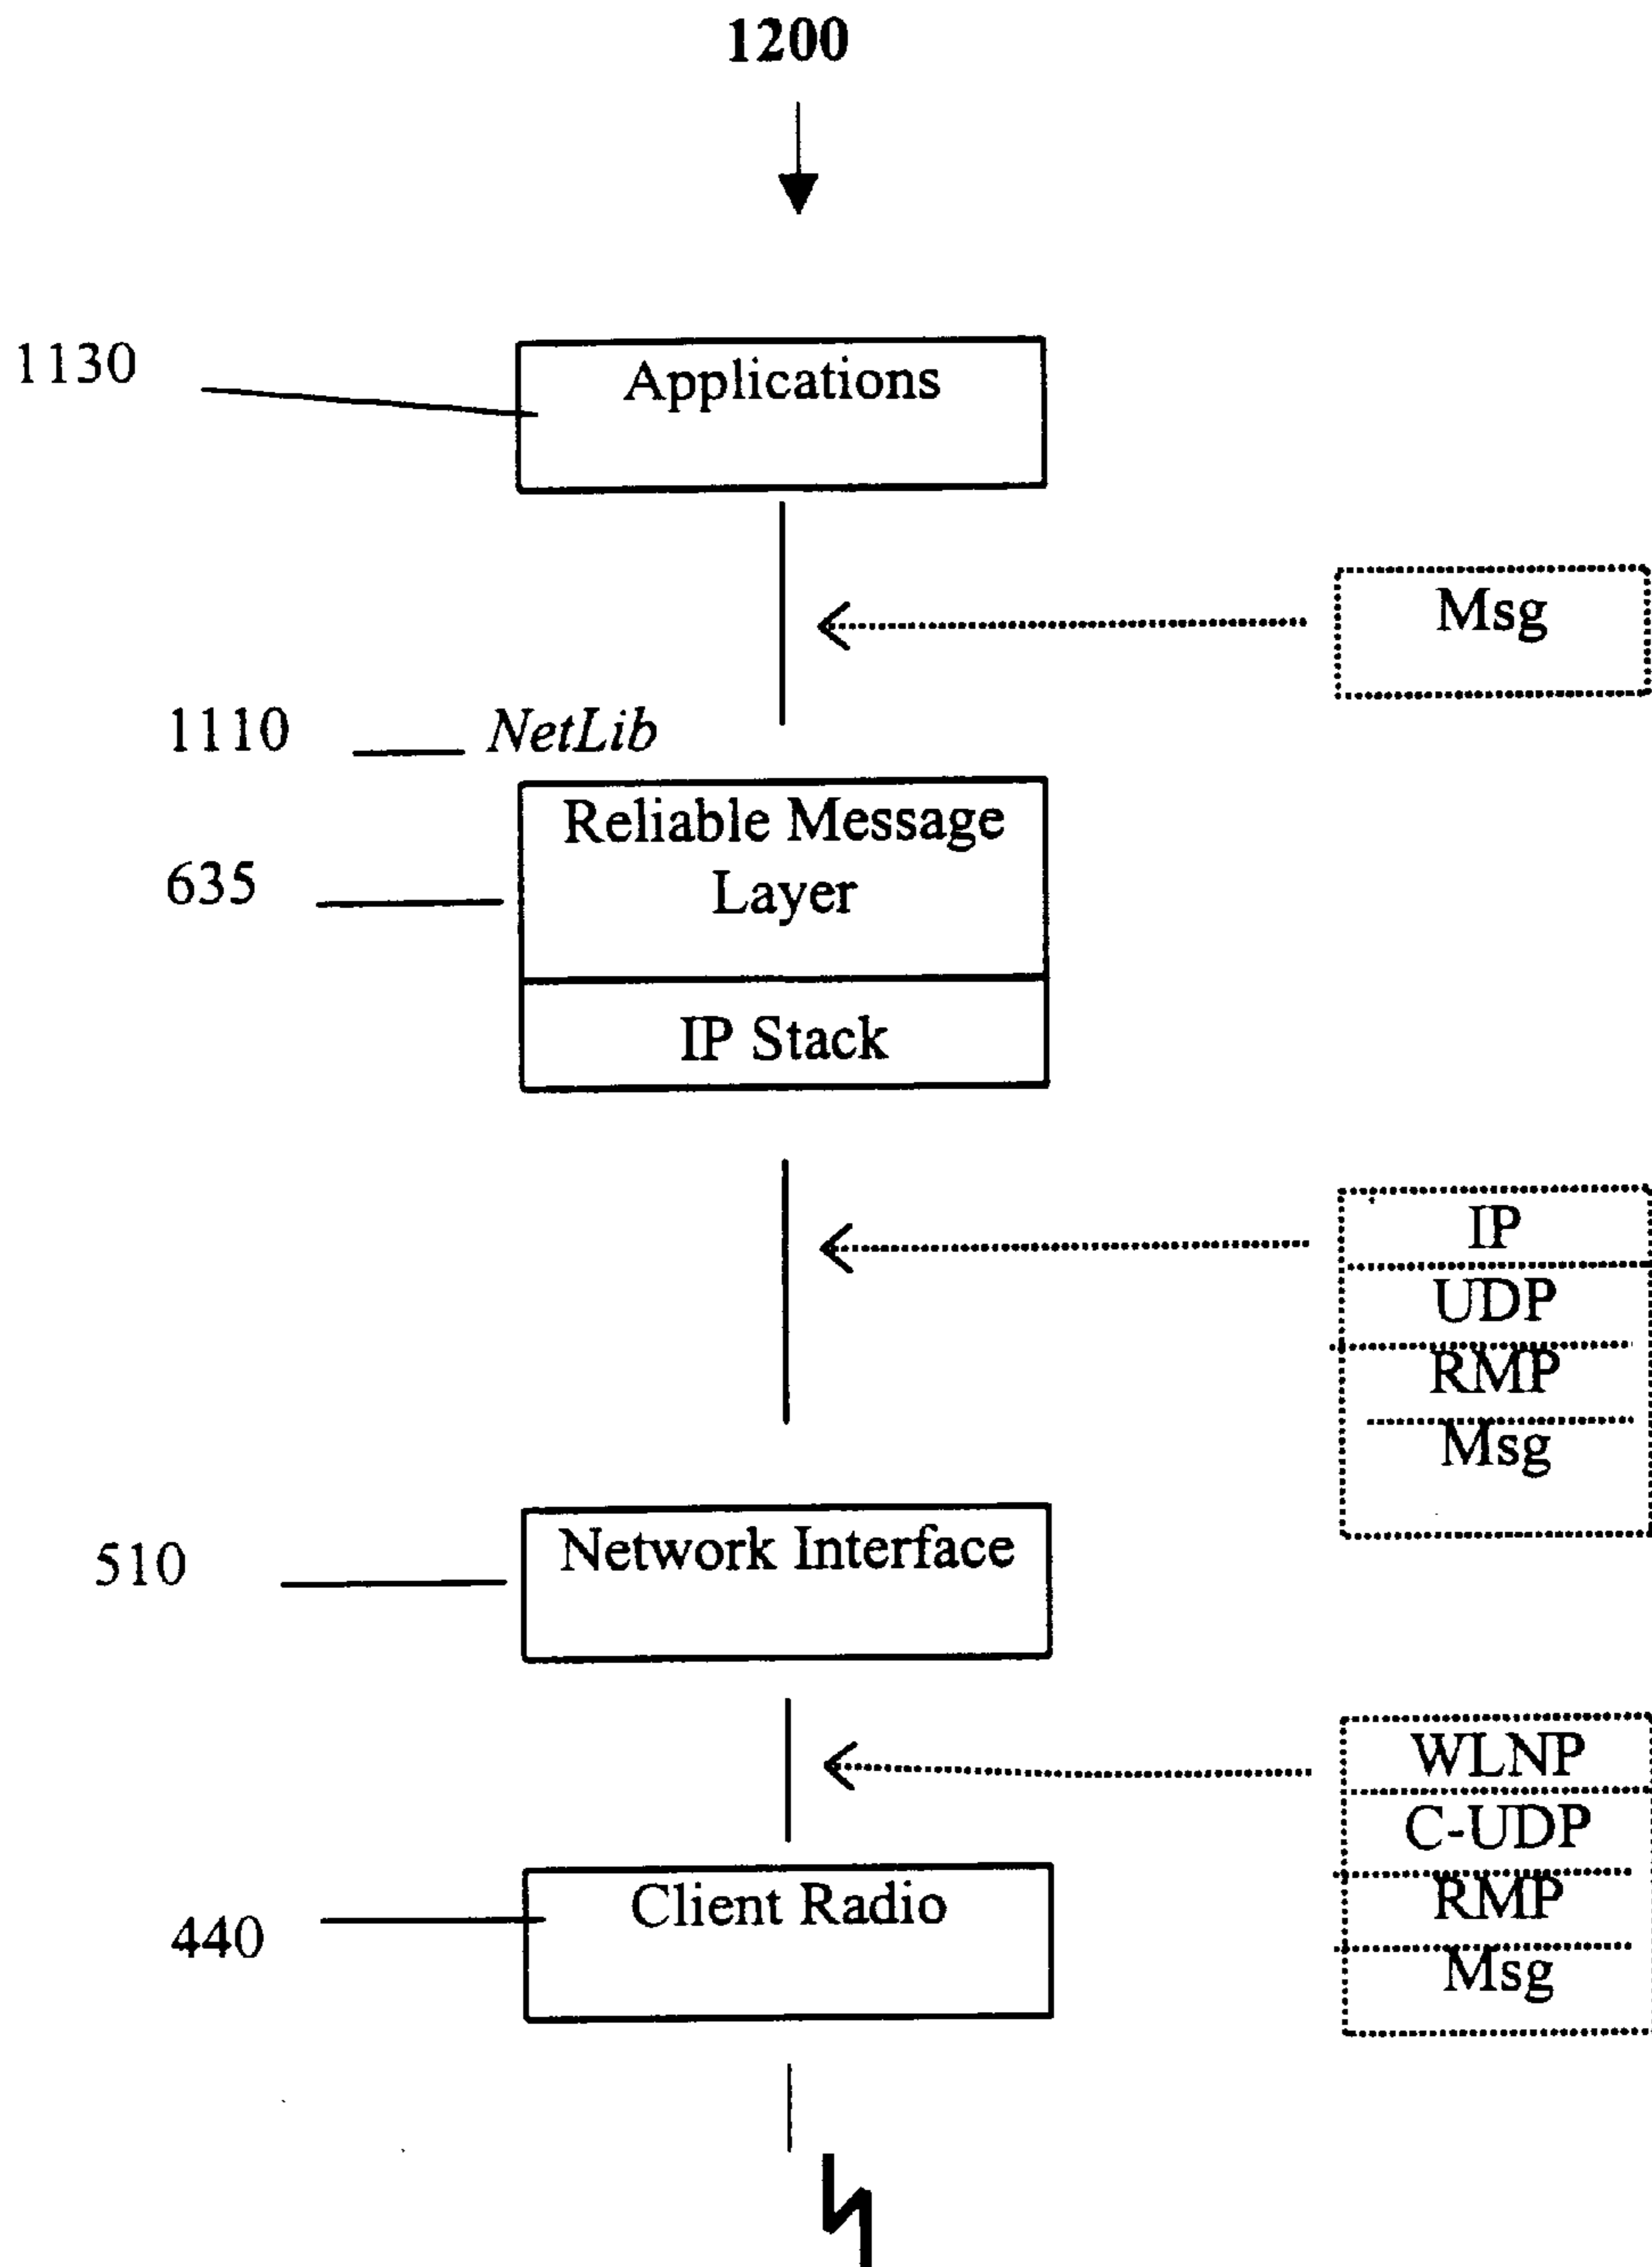 1200
1130
Applications
Msg
1110
NetLib
Reliable Message
Layer
635
IP Stack
IP
UDP
RMP
Msg
510
Network Interface
WLNP
C-UDP
RMP
Msg
Client Radio
440